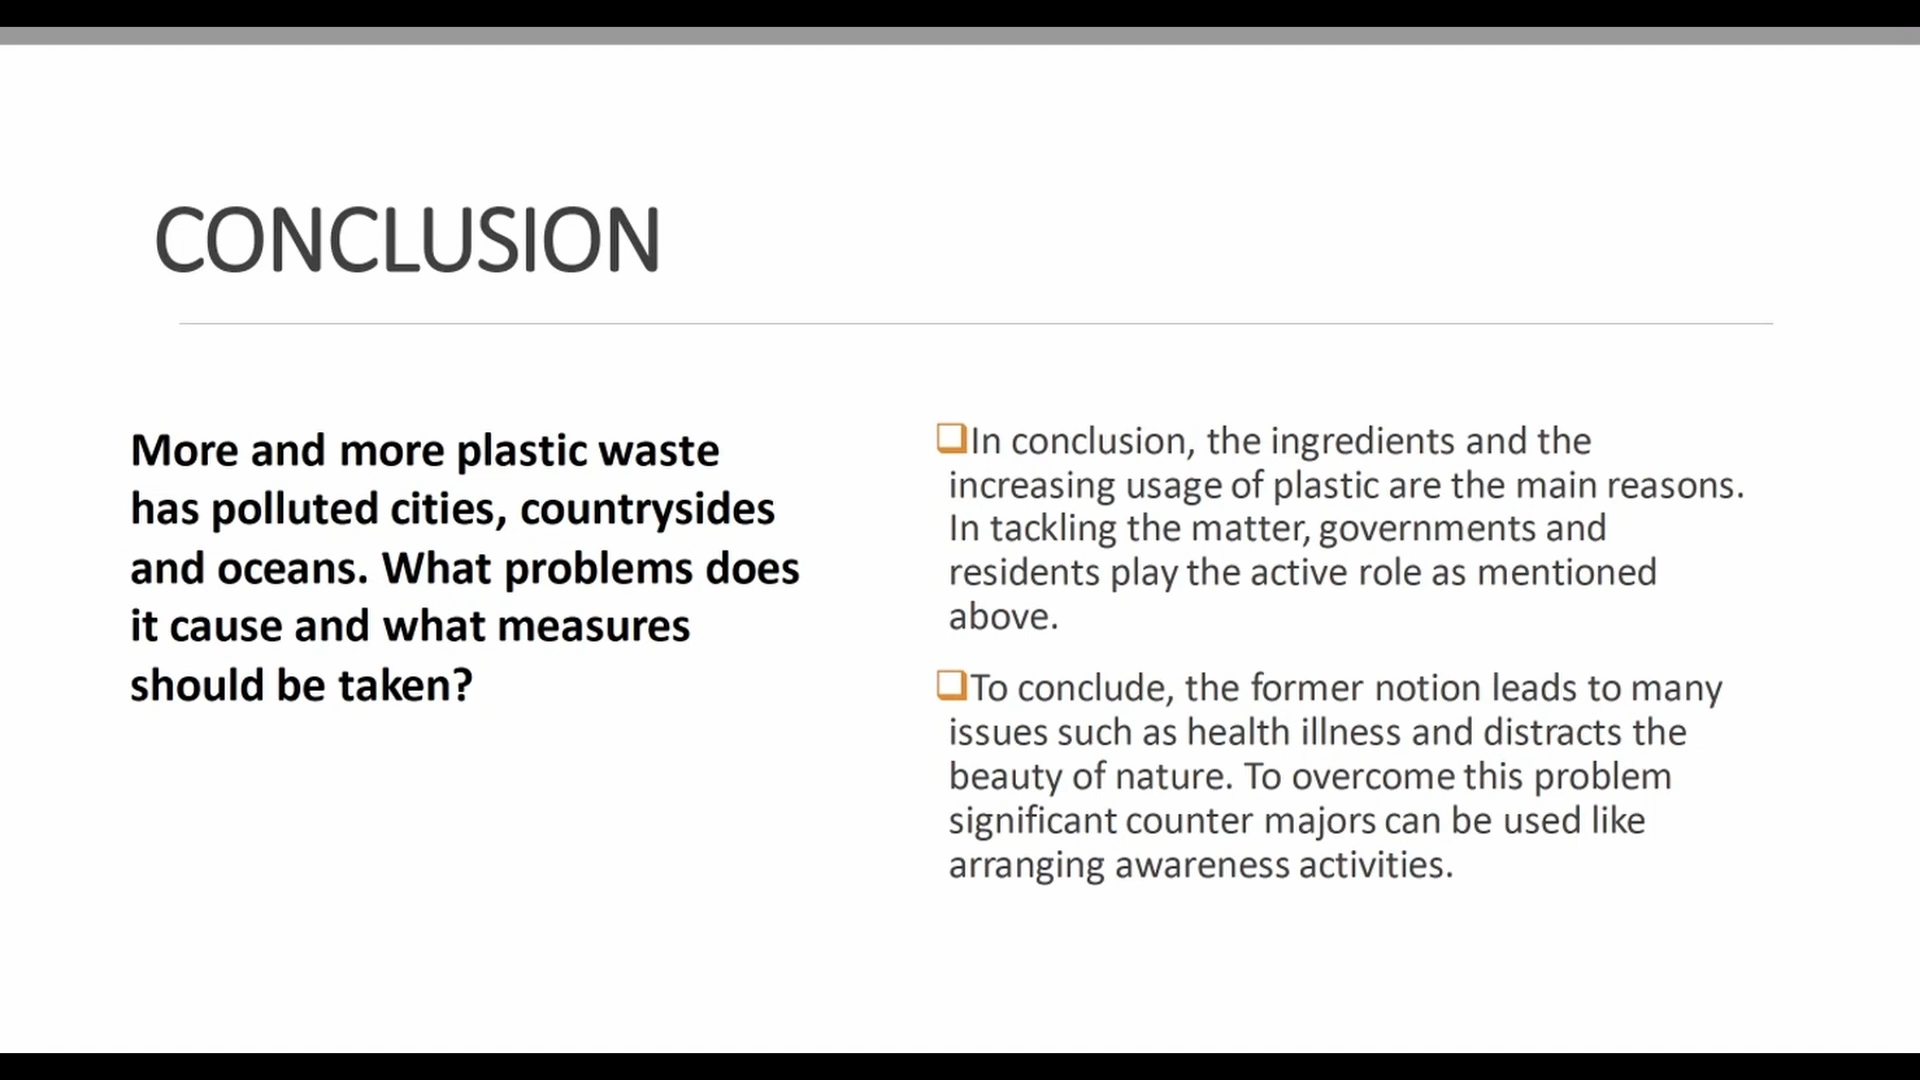 CONCLUSION
More and more plastic waste
has polluted cities, countrysides
and oceans. What problems does
it cause and what measures
should be taken?
In conclusion, the ingredients and the
increasing usage of plastic are the main reasons.
In tackling the matter, governments and
residents play the active role as mentioned
above.
To conclude, the former notion leads to many
issues such as health illness and distracts the
beauty of nature. To overcome this problem
significant counter majors can be used like
arranging awareness activities.